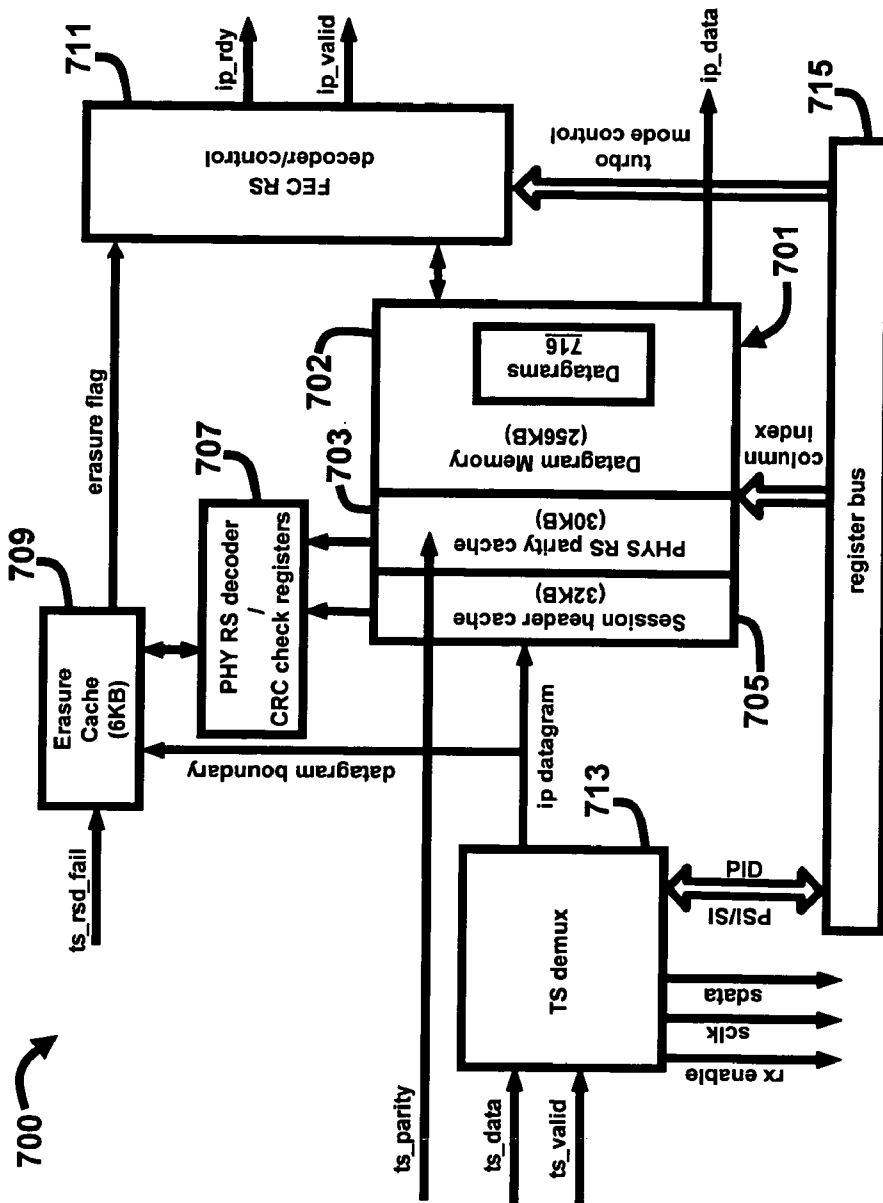 700
ts_rsd_fail
Erasure
Cache
(6KB)
709
erasure flag
711
FEC RS
decoder/control
ip_rdy
ip_valid
PHY RS decoder
/
CRC check registers
707
datagram boundary
ts_parity
Session header cache
(32KB)
PHYS RS parity cache
(30KB)
Datagram Memory
(256KB)
Datagrams
716
702
703
705
701
ip_data
turbo
mode control
column
index
715
register bus
ip datagram
713
TS demux
ts_data
ts_valid
rx enable
sclk
sdata
PSI/SI
PID